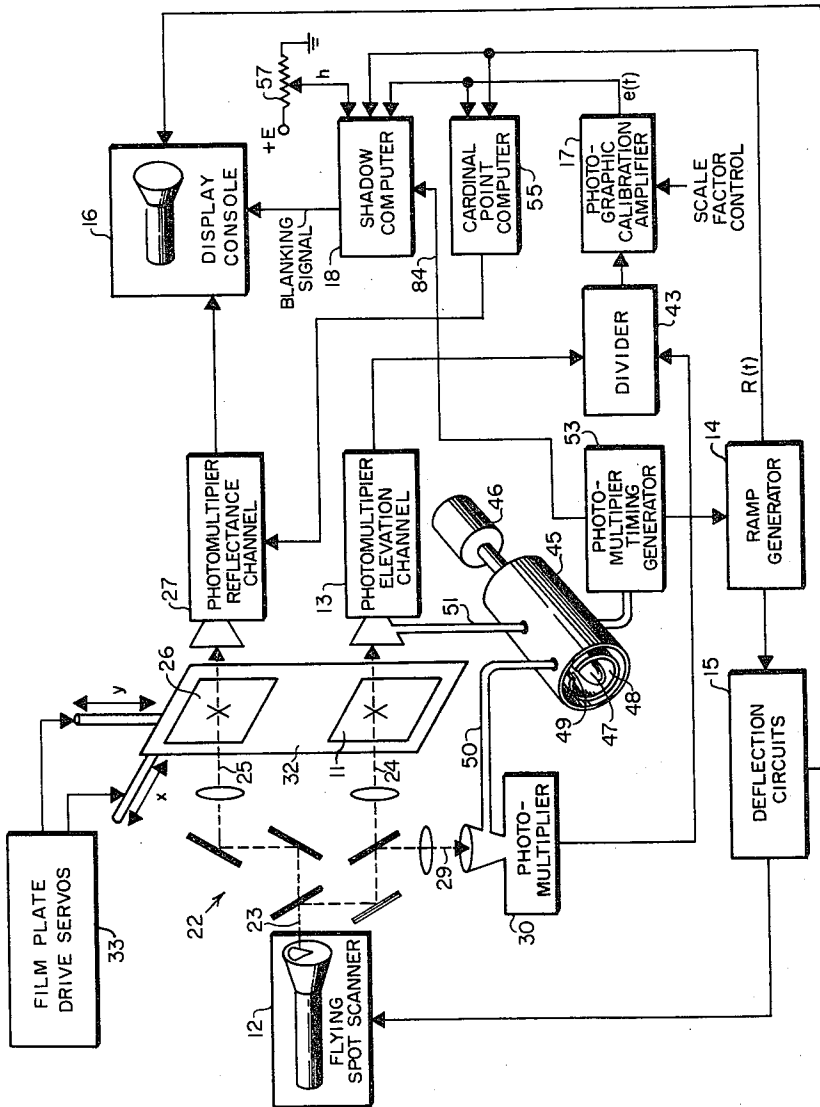 FILM PLATE
DRIVE SERVOS
33
x
y
22
23
25
24
29
32
11
26
12
FLYING
SPOT SCANNER
27
PHOTOMULTIPIER
REFLECTANCE
CHANNEL
13
PHOTOMULTIPIER
ELEVATION
CHANNEL
16
DISPLAY
CONSOLE
BLANKING
SIGNAL
+E
57
h
18
SHADOW
COMPUTER
84
CARDINAL
POINT
COMPUTER
55
e(t)
17
PHOTO-
GRAPHIC
CALIBRATION
AMPLIFIER
SCALE
FACTOR
CONTROL
DIVIDER
43
30
PHOTO-
MULTIPLIER
50
51
49
47
48
45
46
53
PHOTO-
MULTIPLIER
TIMING
GENERATOR
R(t)
14
RAMP
GENERATOR
15
DEFLECTION
CIRCUITS